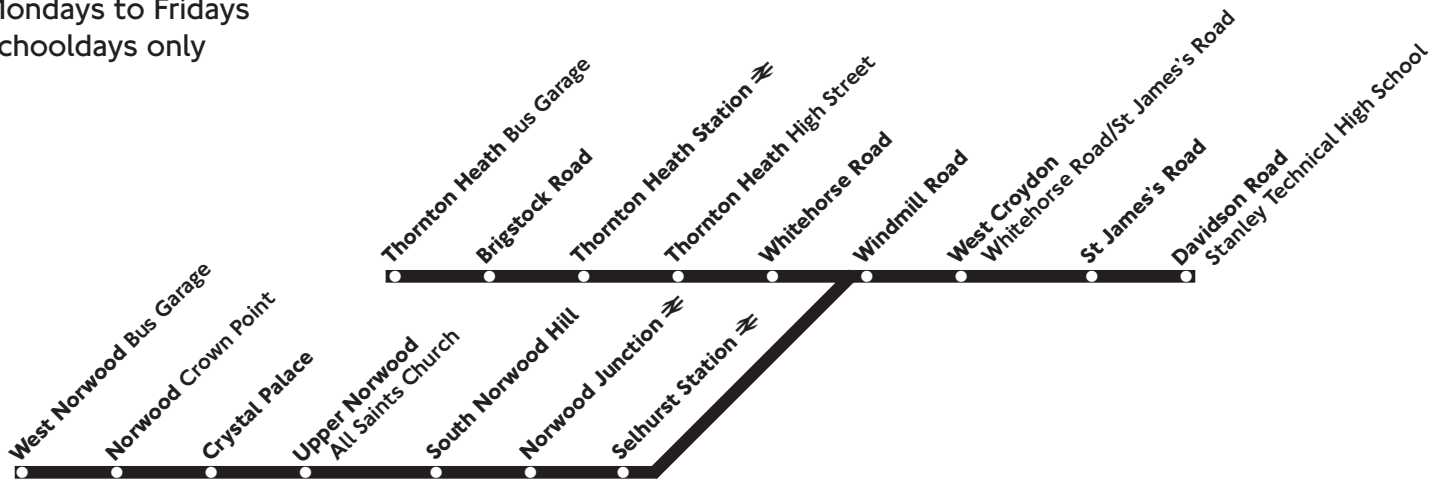 Mondays to Fridays
chooldays only
Thornton Heath Bus Garage
Brigstock Road
Thornton Heath Station
Thornton Heath High Street
Whitehorse Road
Windmill Road
West Croydon
Whitehorse Road/St James's Road
St James's Road
Davidson Road
Stanley Technical High School
West Norwood Bus Garage
Norwood Crown Point
Crystal Palace
Upper Norwood
All Saints Church
South Norwood Hill
Norwood Junction
Selhurst Station